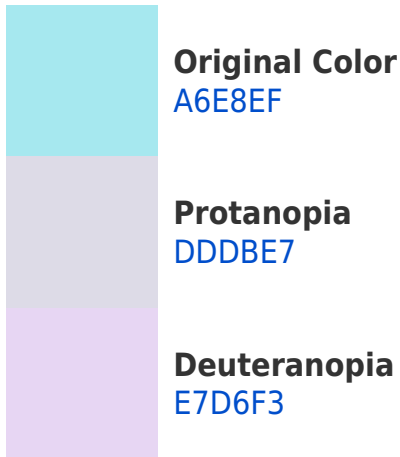 Original Color
A6E8EF
Protanopia
DDDBE7
Deuteranopia
E7D6F3